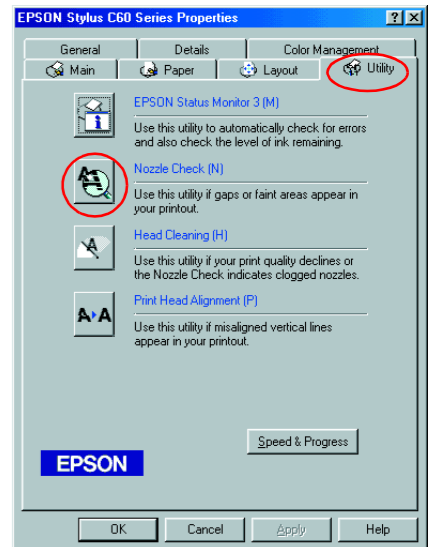 EPSON Stylus C60 Series Properties
General Details Color Management
Main Paper Layout Utility
EPSON Status Monitor 3 (M)
Use this utility to automatically check for errors
and also check the level of ink remaining.
Nozzle Check (N)
Use this utility if gaps or faint areas appear in
your printout.
Head Cleaning (H)
Use this utility if your print quality declines or
the Nozzle Check indicates clogged nozzles.
Print Head Alignment (P)
Use this utility if misaligned vertical lines
appear in your printout.
Speed & Progress
EPSON
OK Cancel Apply Help